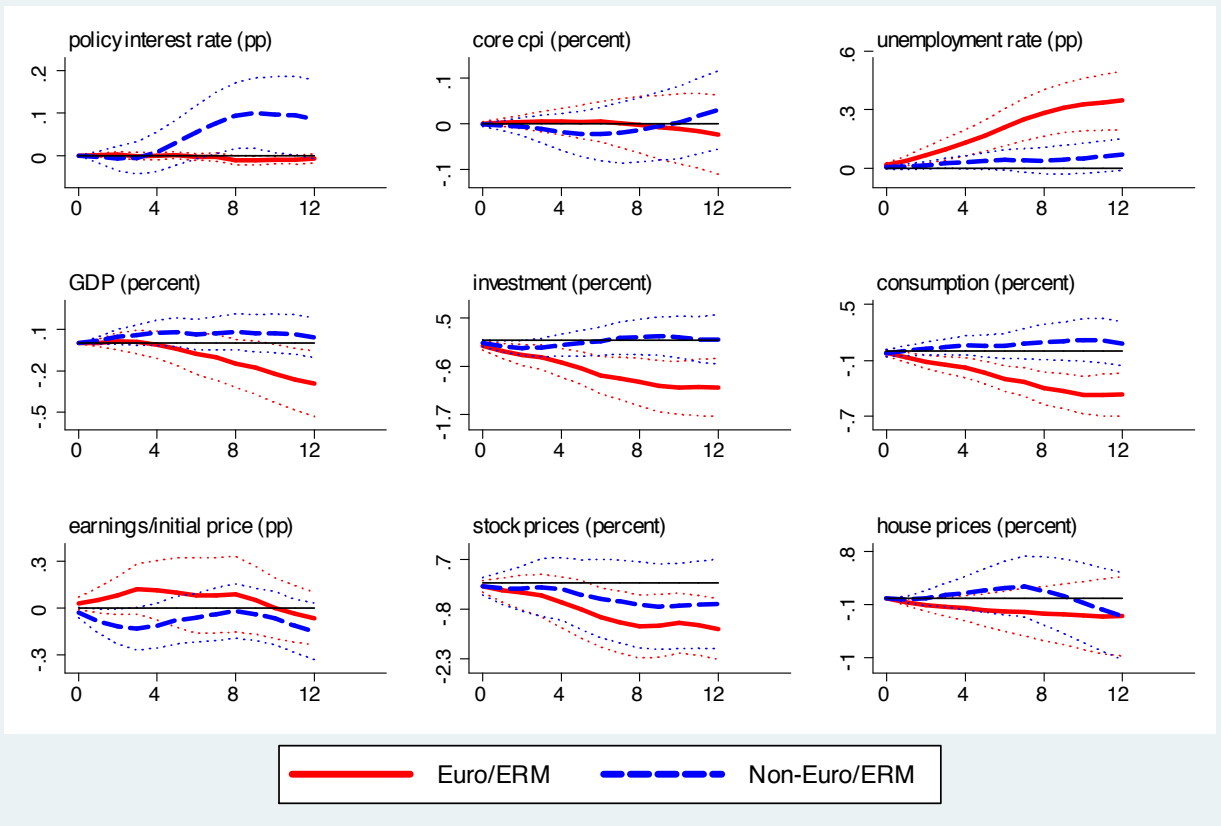 policy interest rate (pp)
.2
.1
0
0 4 8 12
core cpi (percent)
.1
0
-.1
0 4 8 12
unemployment rate (pp)
.6
.3
0
0 4 8 12
GDP (percent)
.1
-.2
-.5
0 4 8 12
investment (percent)
.5
-.6
-1.7
0 4 8 12
consumption (percent)
.5
-.1
-.7
0 4 8 12
earnings/initial price (pp)
.3
0
-.3
0 4 8 12
stock prices (percent)
.7
-.8
-2.3
0 4 8 12
house prices (percent)
.8
-.1
-1
0 4 8 12
Euro/ERM Non-Euro/ERM